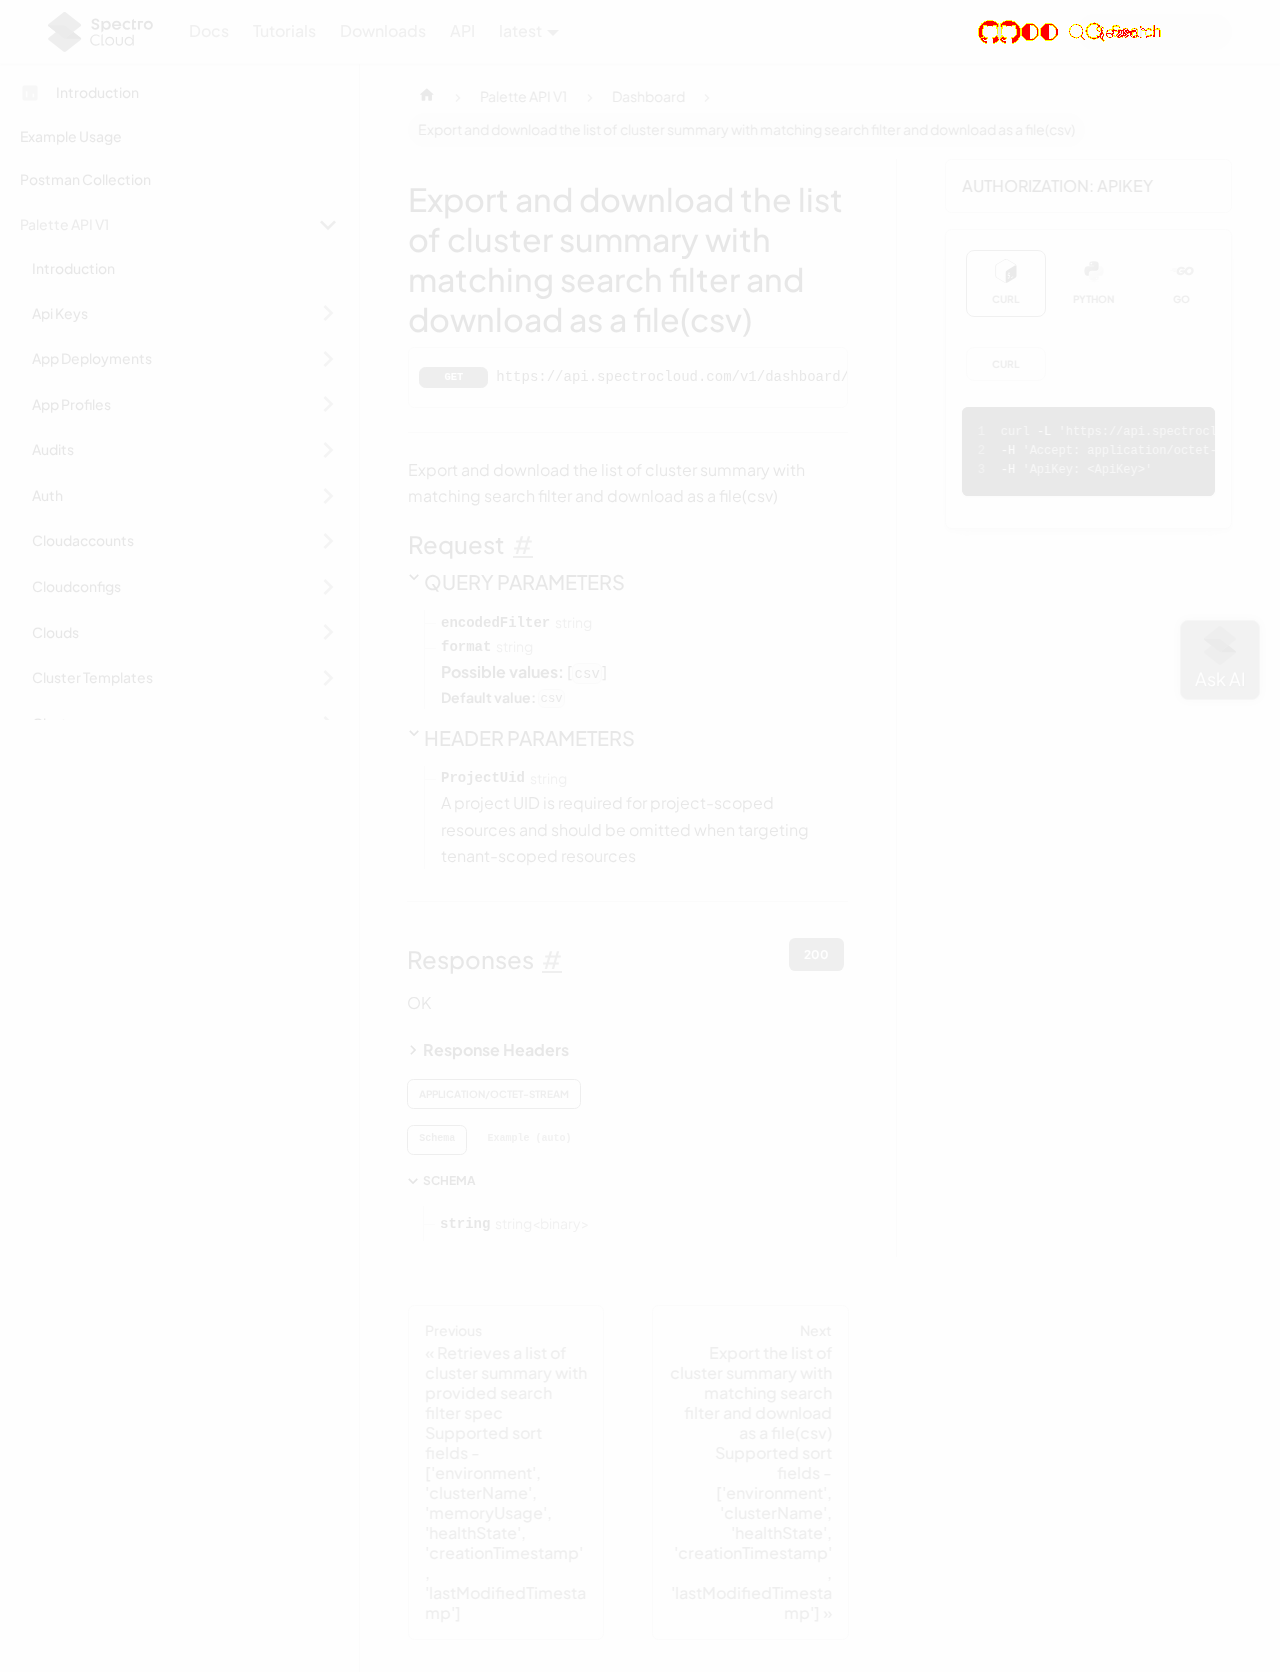 Spectro
Cloud
Docs
Tutorials
Downloads
API
latest
Introduction
Example Usage
Postman Collection
Palette API V1
Introduction
Api Keys
App Deployments
App Profiles
Audits
Auth
Cloudaccounts
Cloudconfigs
Clouds
Cluster Templates
Palette API V1
Dashboard
Export and download the list of cluster summary with matching search filter and download as a file(csv)
Export and download the list
of cluster summary with
matching search filter and
download as a file(csv)
GET https://api.spectrocloud.com/v1/dashboard/
Export and download the list of cluster summary with
matching search filter and download as a file(csv)
Request #
QUERY PARAMETERS
encodedFilter string
format string
Possible values: [csv]
Default value: csv
HEADER PARAMETERS
ProjectUid string
A project UID is required for project-scoped
resources and should be omitted when targeting
tenant-scoped resources
Responses #
200
OK
Response Headers
APPLICATION/OCTET-STREAM
Schema
Example (auto)
SCHEMA
string string<binary>
Previous
« Retrieves a list of
cluster summary with
provided search
filter spec
Supported sort
fields -
['environment',
'clusterName',
'memoryUsage',
'healthState',
'creationTimestamp'
,
'lastModifiedTimesta
mp']
Next
Export the list of
cluster summary with
matching search
filter and download
as a file(csv)
Supported sort
fields -
['environment',
'clusterName',
'healthState',
'creationTimestamp'
,
'lastModifiedTimesta
mp'] »
AUTHORIZATION: APIKEY
CURL
PYTHON
GO
GO
CURL
1 curl -L 'https://api.spectrocl
2 -H 'Accept: application/octet-
3 -H 'ApiKey: <ApiKey>'
Ask AI